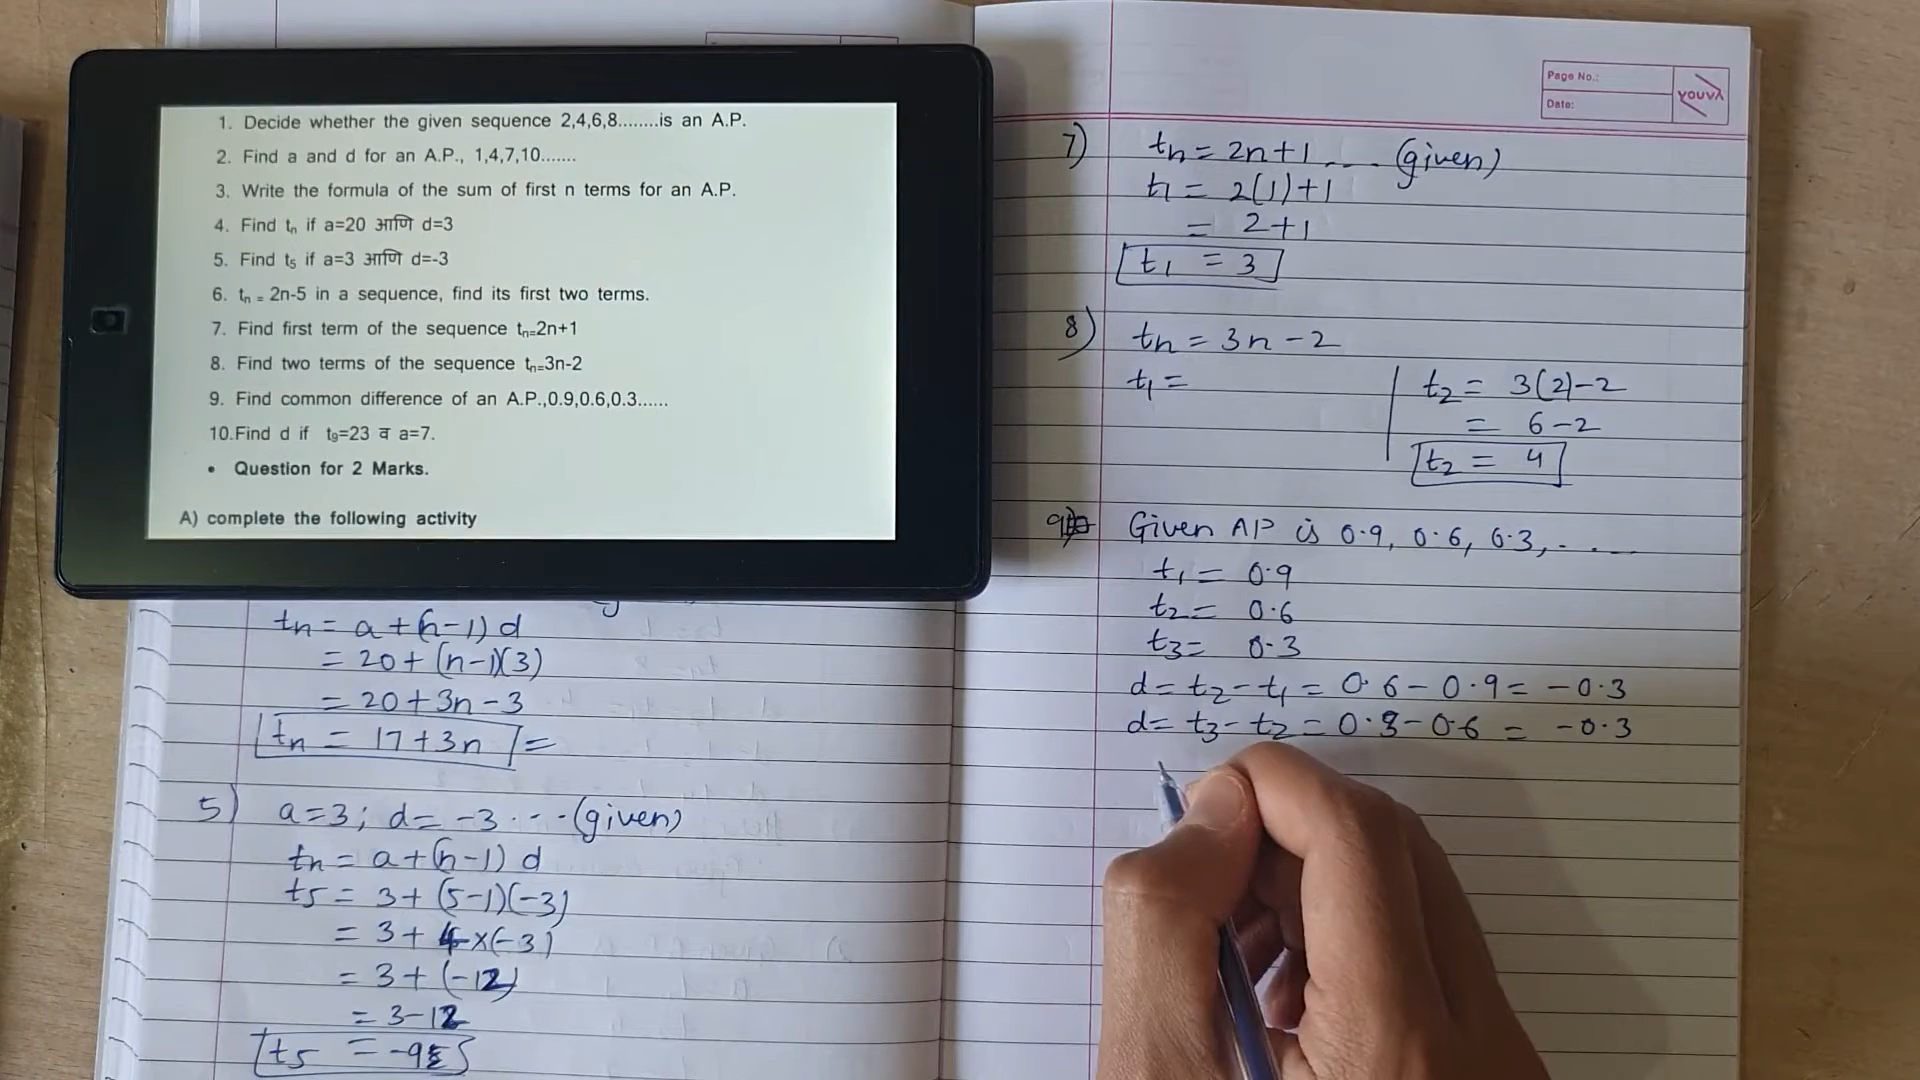 1. Decide whether the given sequence 2,4,6,8........is an A.P.
2. Find a and d for an A.P., 1,4,7,10.......
3. Write the formula of the sum of first n terms for an A.P.
4. Find tn if a=20 आणि d=3
5. Find t5 if a=3 आणि d=-3
6. tn = 2n-5 in a sequence, find its first two terms.
7. Find first term of the sequence tn=2n+1
8. Find two terms of the sequence tn=3n-2
9. Find common difference of an A.P.,0.9,0.6,0.3......
10.Find d if t9=23 व a=7.
• Question for 2 Marks.
A) complete the following activity
tn = a+(n-1) d
= 20+(n-1)(3)
= 20+3n-3
tn = 17+3n =
5) a=3; d= -3 ... (given)
tn = a+(n-1) d
t5 = 3+(5-1)(-3)
= 3+ 4×(-3)
= 3+(-12)
= 3-12
t5 = -9
Page No.:
Date:
YOUVA
7) tn = 2n+1 .... (given)
t1 = 2(1)+1
= 2+1
t1 = 3
8) tn = 3n-2
t1 =
t2 = 3(2)-2
= 6-2
t2 = 4
9) Given AP is 0.9, 0.6, 0.3, .....
t1 = 0.9
t2 = 0.6
t3 = 0.3
d= t2-t1 = 0.6-0.9 = -0.3
d= t3-t2 = 0.3-0.6 = -0.3